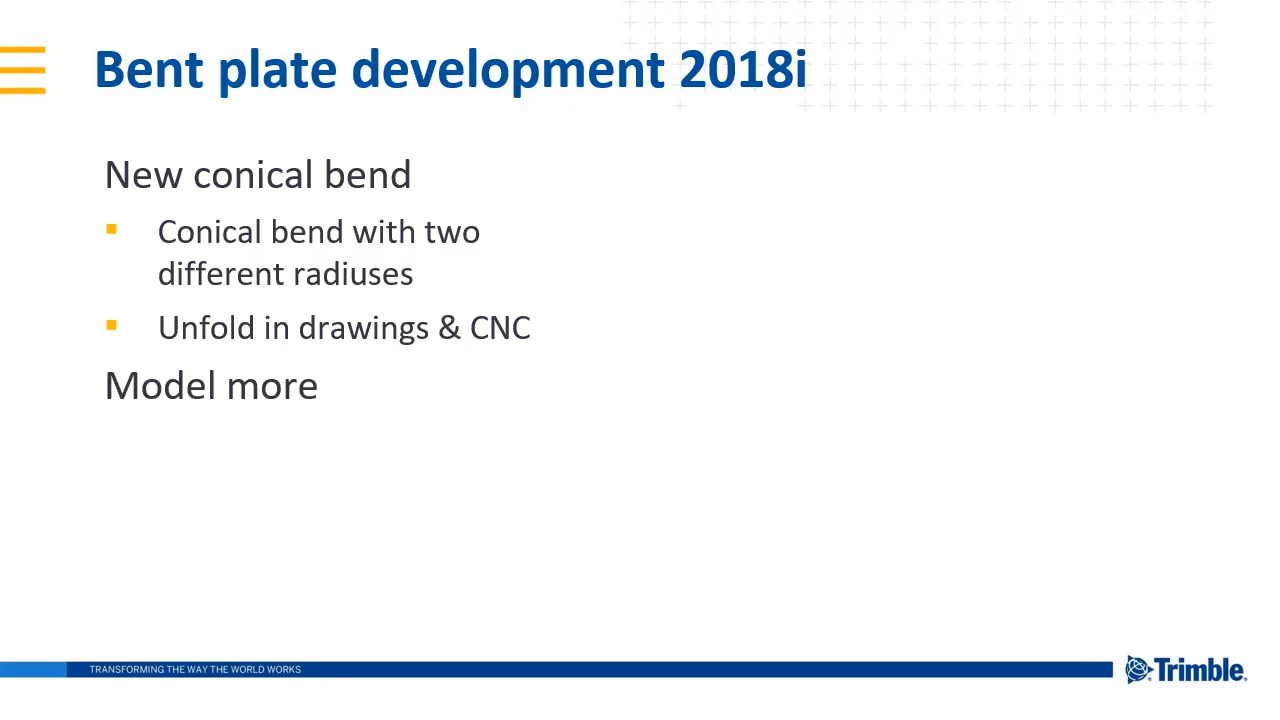 Bent plate development 2018i
New conical bend
Conical bend with two
different radiuses
Unfold in drawings & CNC
Model more
TRANSFORMING THE WAY THE WORLD WORKS
Trimble